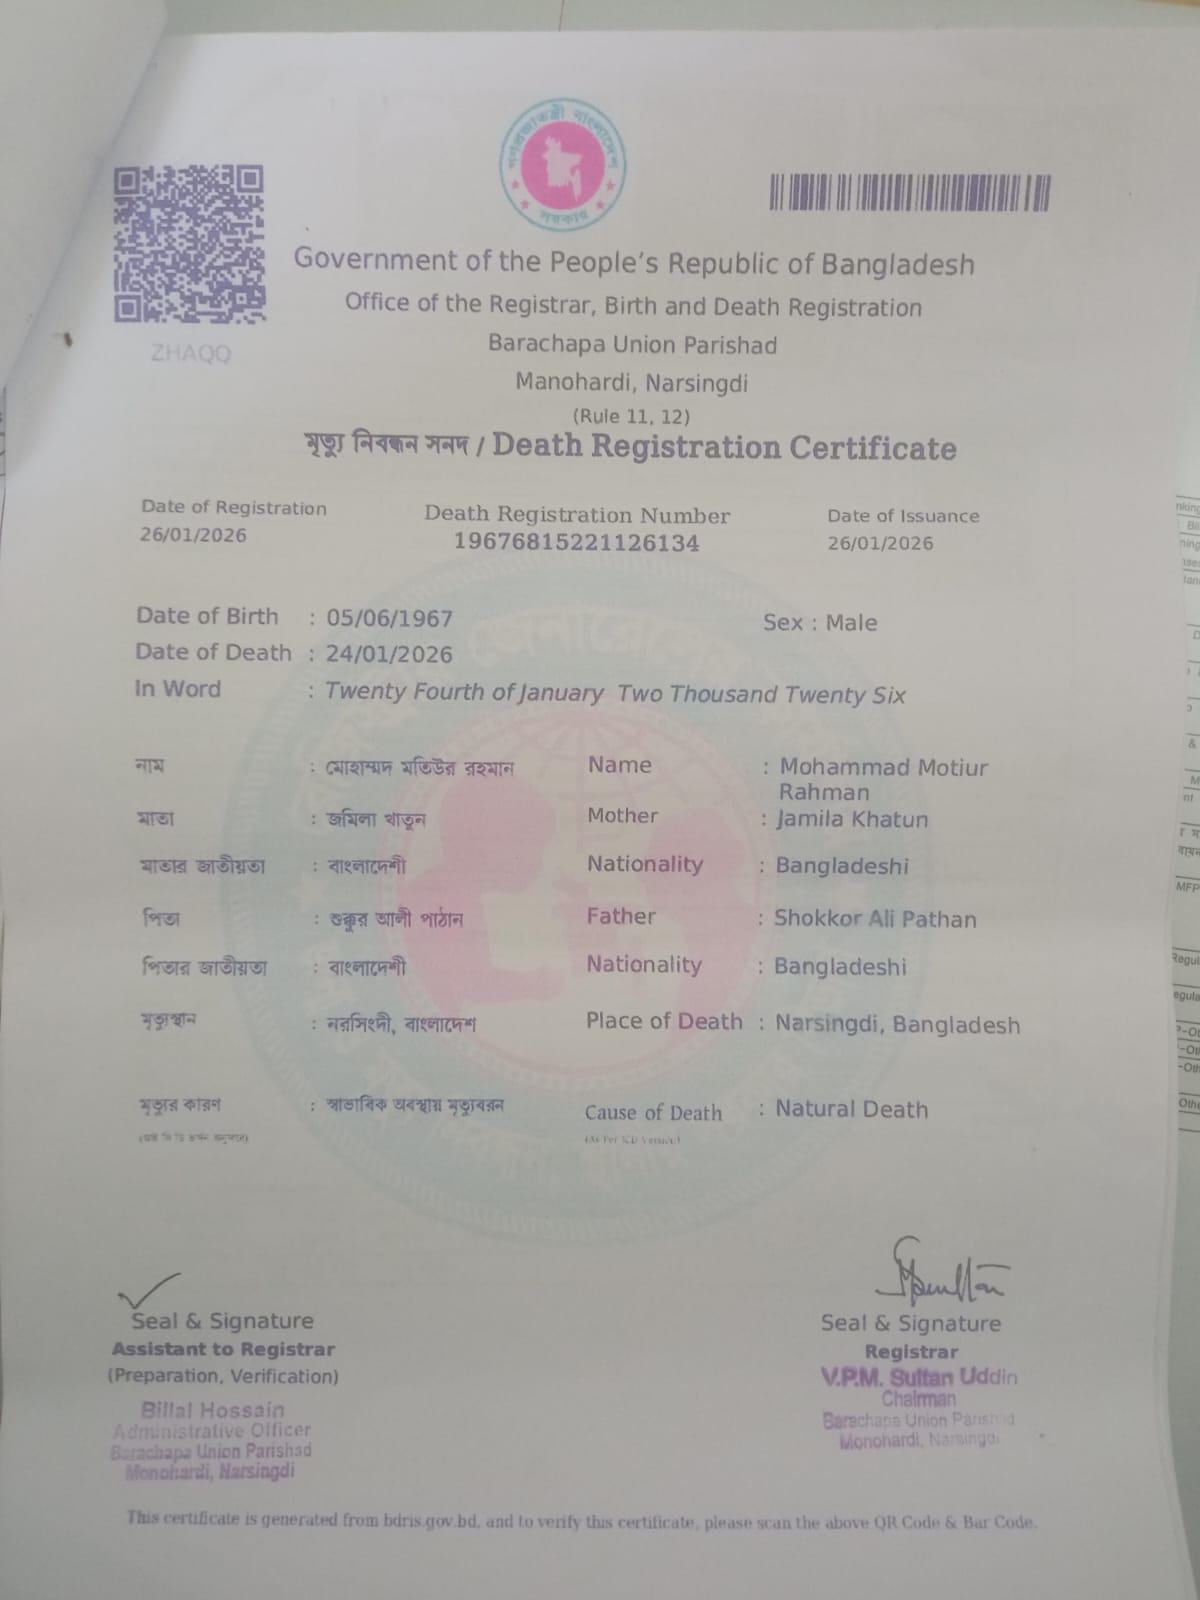 গণপ্রজাতন্ত্রী বাংলাদেশ
সরকার
ZHAQQ
Government of the People's Republic of Bangladesh
Office of the Registrar, Birth and Death Registration
Barachapa Union Parishad
Manohardi, Narsingdi
(Rule 11, 12)
মৃত্যু নিবন্ধন সনদ / Death Registration Certificate
Date of Registration
26/01/2026
Death Registration Number
19676815221126134
Date of Issuance
26/01/2026
Date of Birth : 05/06/1967 Sex : Male
Date of Death : 24/01/2026
In Word : Twenty Fourth of January Two Thousand Twenty Six
নাম : মোহাম্মদ মতিউর রহমান Name : Mohammad Motiur
Rahman
মাতা : জমিলা খাতুন Mother : Jamila Khatun
মাতার জাতীয়তা : বাংলাদেশী Nationality : Bangladeshi
পিতা : শুক্কুর আলী পাঠান Father : Shokkor Ali Pathan
পিতার জাতীয়তা : বাংলাদেশী Nationality : Bangladeshi
মৃত্যুস্থান : নরসিংদী, বাংলাদেশ Place of Death : Narsingdi, Bangladesh
মৃত্যুর কারণ : স্বাভাবিক অবস্থায় মৃত্যুবরন Cause of Death : Natural Death
(As Per ICD Version)
Seal & Signature
Assistant to Registrar
(Preparation, Verification)
Billal Hossain
Administrative Officer
Barachapa Union Parishad
Monohardi, Narsingdi
Seal & Signature
Registrar
V.P.M. Sultan Uddin
Chairman
Barachapa Union Parishad
Monohardi, Narsingdi
This certificate is generated from bdris.gov.bd, and to verify this certificate, please scan the above QR Code & Bar Code.